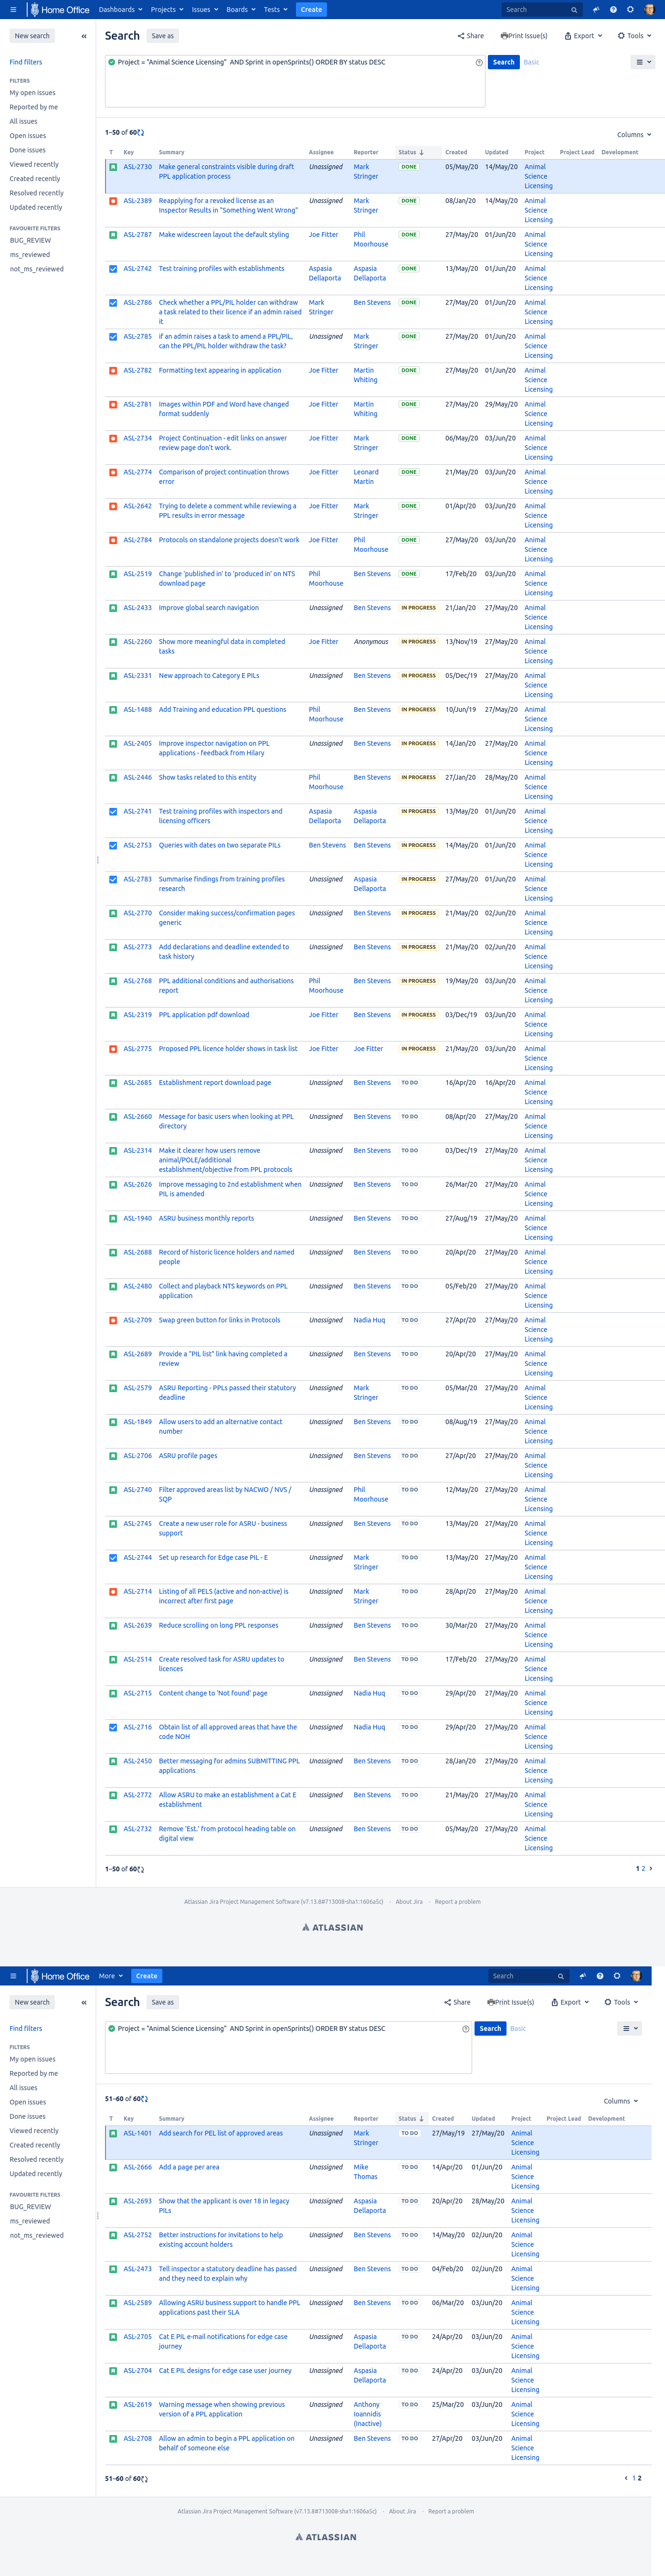 Home Office Dashboards Projects Issues Boards Tests Create Search
New search
Find filters
FILTERS
My open issues
Reported by me
All issues
Open issues
Done issues
Viewed recently
Created recently
Resolved recently
Updated recently
FAVOURITE FILTERS
BUG_REVIEW
ms_reviewed
not_ms_reviewed
Search Save as Share Print Issue(s) Export Tools
Project = "Animal Science Licensing" AND Sprint in openSprints() ORDER BY status DESC Search Basic
1–50 of 60 Columns
T Key Summary Assignee Reporter Status Created Updated Project Project Lead Development
ASL-2730 Make general constraints visible during draft PPL application process Unassigned Mark Stringer DONE 05/May/20 14/May/20 Animal Science Licensing
ASL-2389 Reapplying for a revoked license as an Inspector Results in "Something Went Wrong" Unassigned Mark Stringer DONE 08/Jan/20 14/May/20 Animal Science Licensing
ASL-2787 Make widescreen layout the default styling Joe Fitter Phil Moorhouse DONE 27/May/20 01/Jun/20 Animal Science Licensing
ASL-2742 Test training profiles with establishments Aspasia Dellaporta Aspasia Dellaporta DONE 13/May/20 01/Jun/20 Animal Science Licensing
ASL-2786 Check whether a PPL/PIL holder can withdraw a task related to their licence if an admin raised it Mark Stringer Ben Stevens DONE 27/May/20 01/Jun/20 Animal Science Licensing
ASL-2785 if an admin raises a task to amend a PPL/PIL, can the PPL/PIL holder withdraw the task? Unassigned Mark Stringer DONE 27/May/20 01/Jun/20 Animal Science Licensing
ASL-2782 Formatting text appearing in application Joe Fitter Martin Whiting DONE 27/May/20 01/Jun/20 Animal Science Licensing
ASL-2781 Images within PDF and Word have changed format suddenly Joe Fitter Martin Whiting DONE 27/May/20 29/May/20 Animal Science Licensing
ASL-2734 Project Continuation - edit links on answer review page don't work. Joe Fitter Mark Stringer DONE 06/May/20 03/Jun/20 Animal Science Licensing
ASL-2774 Comparison of project continuation throws error Joe Fitter Leonard Martin DONE 21/May/20 03/Jun/20 Animal Science Licensing
ASL-2642 Trying to delete a comment while reviewing a PPL results in error message Joe Fitter Mark Stringer DONE 01/Apr/20 03/Jun/20 Animal Science Licensing
ASL-2784 Protocols on standalone projects doesn't work Joe Fitter Phil Moorhouse DONE 27/May/20 03/Jun/20 Animal Science Licensing
ASL-2519 Change 'published in' to 'produced in' on NTS download page Phil Moorhouse Ben Stevens DONE 17/Feb/20 03/Jun/20 Animal Science Licensing
ASL-2433 Improve global search navigation Unassigned Ben Stevens IN PROGRESS 21/Jan/20 27/May/20 Animal Science Licensing
ASL-2260 Show more meaningful data in completed tasks Joe Fitter Anonymous IN PROGRESS 13/Nov/19 27/May/20 Animal Science Licensing
ASL-2331 New approach to Category E PILs Unassigned Ben Stevens IN PROGRESS 05/Dec/19 27/May/20 Animal Science Licensing
ASL-1488 Add Training and education PPL questions Phil Moorhouse Ben Stevens IN PROGRESS 10/Jun/19 27/May/20 Animal Science Licensing
ASL-2405 Improve inspector navigation on PPL applications - feedback from Hilary Unassigned Ben Stevens IN PROGRESS 14/Jan/20 27/May/20 Animal Science Licensing
ASL-2446 Show tasks related to this entity Phil Moorhouse Ben Stevens IN PROGRESS 27/Jan/20 28/May/20 Animal Science Licensing
ASL-2741 Test training profiles with inspectors and licensing officers Aspasia Dellaporta Aspasia Dellaporta IN PROGRESS 13/May/20 01/Jun/20 Animal Science Licensing
ASL-2753 Queries with dates on two separate PILs Ben Stevens Ben Stevens IN PROGRESS 14/May/20 01/Jun/20 Animal Science Licensing
ASL-2783 Summarise findings from training profiles research Unassigned Aspasia Dellaporta IN PROGRESS 27/May/20 01/Jun/20 Animal Science Licensing
ASL-2770 Consider making success/confirmation pages generic Unassigned Ben Stevens IN PROGRESS 21/May/20 02/Jun/20 Animal Science Licensing
ASL-2773 Add declarations and deadline extended to task history Unassigned Ben Stevens IN PROGRESS 21/May/20 02/Jun/20 Animal Science Licensing
ASL-2768 PPL additional conditions and authorisations report Phil Moorhouse Ben Stevens IN PROGRESS 19/May/20 03/Jun/20 Animal Science Licensing
ASL-2319 PPL application pdf download Joe Fitter Ben Stevens IN PROGRESS 03/Dec/19 03/Jun/20 Animal Science Licensing
ASL-2775 Proposed PPL licence holder shows in task list Joe Fitter Joe Fitter IN PROGRESS 21/May/20 03/Jun/20 Animal Science Licensing
ASL-2685 Establishment report download page Unassigned Ben Stevens TO DO 16/Apr/20 16/Apr/20 Animal Science Licensing
ASL-2660 Message for basic users when looking at PPL directory Unassigned Ben Stevens TO DO 08/Apr/20 27/May/20 Animal Science Licensing
ASL-2314 Make it clearer how users remove animal/POLE/additional establishment/objective from PPL protocols Unassigned Ben Stevens TO DO 03/Dec/19 27/May/20 Animal Science Licensing
ASL-2626 Improve messaging to 2nd establishment when PIL is amended Unassigned Ben Stevens TO DO 26/Mar/20 27/May/20 Animal Science Licensing
ASL-1940 ASRU business monthly reports Unassigned Ben Stevens TO DO 27/Aug/19 27/May/20 Animal Science Licensing
ASL-2688 Record of historic licence holders and named people Unassigned Ben Stevens TO DO 20/Apr/20 27/May/20 Animal Science Licensing
ASL-2480 Collect and playback NTS keywords on PPL application Unassigned Ben Stevens TO DO 05/Feb/20 27/May/20 Animal Science Licensing
ASL-2709 Swap green button for links in Protocols Unassigned Nadia Huq TO DO 27/Apr/20 27/May/20 Animal Science Licensing
ASL-2689 Provide a "PIL list" link having completed a review Unassigned Ben Stevens TO DO 20/Apr/20 27/May/20 Animal Science Licensing
ASL-2579 ASRU Reporting - PPLs passed their statutory deadline Unassigned Mark Stringer TO DO 05/Mar/20 27/May/20 Animal Science Licensing
ASL-1849 Allow users to add an alternative contact number Unassigned Ben Stevens TO DO 08/Aug/19 27/May/20 Animal Science Licensing
ASL-2706 ASRU profile pages Unassigned Ben Stevens TO DO 27/Apr/20 27/May/20 Animal Science Licensing
ASL-2740 Filter approved areas list by NACWO / NVS / SQP Unassigned Phil Moorhouse TO DO 12/May/20 27/May/20 Animal Science Licensing
ASL-2745 Create a new user role for ASRU - business support Unassigned Ben Stevens TO DO 13/May/20 27/May/20 Animal Science Licensing
ASL-2744 Set up research for Edge case PIL - E Unassigned Mark Stringer TO DO 13/May/20 27/May/20 Animal Science Licensing
ASL-2714 Listing of all PELS (active and non-active) is incorrect after first page Unassigned Mark Stringer TO DO 28/Apr/20 27/May/20 Animal Science Licensing
ASL-2639 Reduce scrolling on long PPL responses Unassigned Ben Stevens TO DO 30/Mar/20 27/May/20 Animal Science Licensing
ASL-2514 Create resolved task for ASRU updates to licences Unassigned Ben Stevens TO DO 17/Feb/20 27/May/20 Animal Science Licensing
ASL-2715 Content change to 'Not found' page Unassigned Nadia Huq TO DO 29/Apr/20 27/May/20 Animal Science Licensing
ASL-2716 Obtain list of all approved areas that have the code NOH Unassigned Nadia Huq TO DO 29/Apr/20 27/May/20 Animal Science Licensing
ASL-2450 Better messaging for admins SUBMITTING PPL applications Unassigned Ben Stevens TO DO 28/Jan/20 27/May/20 Animal Science Licensing
ASL-2772 Allow ASRU to make an establishment a Cat E establishment Unassigned Ben Stevens TO DO 21/May/20 27/May/20 Animal Science Licensing
ASL-2732 Remove 'Est.' from protocol heading table on digital view Unassigned Ben Stevens TO DO 05/May/20 27/May/20 Animal Science Licensing
1–50 of 60 1 2
Atlassian Jira Project Management Software (v7.13.8#713008-sha1:1606a5c) · About Jira · Report a problem
ATLASSIAN
Home Office More Create Search
New search
Find filters
FILTERS
My open issues
Reported by me
All issues
Open issues
Done issues
Viewed recently
Created recently
Resolved recently
Updated recently
FAVOURITE FILTERS
BUG_REVIEW
ms_reviewed
not_ms_reviewed
Search Save as Share Print Issue(s) Export Tools
Project = "Animal Science Licensing" AND Sprint in openSprints() ORDER BY status DESC Search Basic
51–60 of 60 Columns
T Key Summary Assignee Reporter Status Created Updated Project Project Lead Development
ASL-1401 Add search for PEL list of approved areas Unassigned Mark Stringer TO DO 27/May/19 27/May/20 Animal Science Licensing
ASL-2666 Add a page per area Unassigned Mike Thomas TO DO 14/Apr/20 01/Jun/20 Animal Science Licensing
ASL-2693 Show that the applicant is over 18 in legacy PILs Unassigned Aspasia Dellaporta TO DO 20/Apr/20 28/May/20 Animal Science Licensing
ASL-2752 Better instructions for invitations to help existing account holders Unassigned Ben Stevens TO DO 14/May/20 02/Jun/20 Animal Science Licensing
ASL-2473 Tell inspector a statutory deadline has passed and they need to explain why Unassigned Ben Stevens TO DO 04/Feb/20 02/Jun/20 Animal Science Licensing
ASL-2589 Allowing ASRU business support to handle PPL applications past their SLA Unassigned Ben Stevens TO DO 06/Mar/20 03/Jun/20 Animal Science Licensing
ASL-2705 Cat E PIL e-mail notifications for edge case journey Unassigned Aspasia Dellaporta TO DO 24/Apr/20 03/Jun/20 Animal Science Licensing
ASL-2704 Cat E PIL designs for edge case user journey Unassigned Aspasia Dellaporta TO DO 24/Apr/20 03/Jun/20 Animal Science Licensing
ASL-2619 Warning message when showing previous version of a PPL application Unassigned Anthony Ioannidis (Inactive) TO DO 25/Mar/20 03/Jun/20 Animal Science Licensing
ASL-2708 Allow an admin to begin a PPL application on behalf of someone else Unassigned Ben Stevens TO DO 27/Apr/20 03/Jun/20 Animal Science Licensing
51–60 of 60 1 2
Atlassian Jira Project Management Software (v7.13.8#713008-sha1:1606a5c) · About Jira · Report a problem
ATLASSIAN